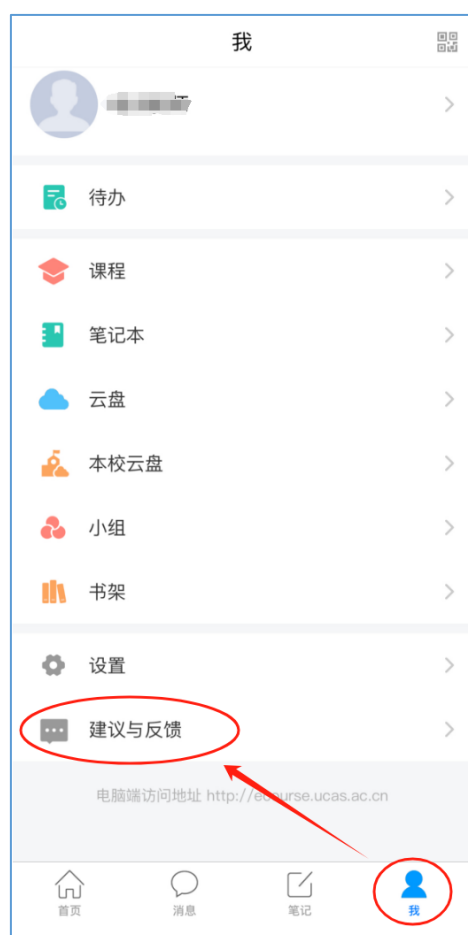 我
待办
课程
笔记本
云盘
本校云盘
小组
书架
设置
建议与反馈
电脑端访问地址 http://ecourse.ucas.ac.cn
首页 消息 笔记 我